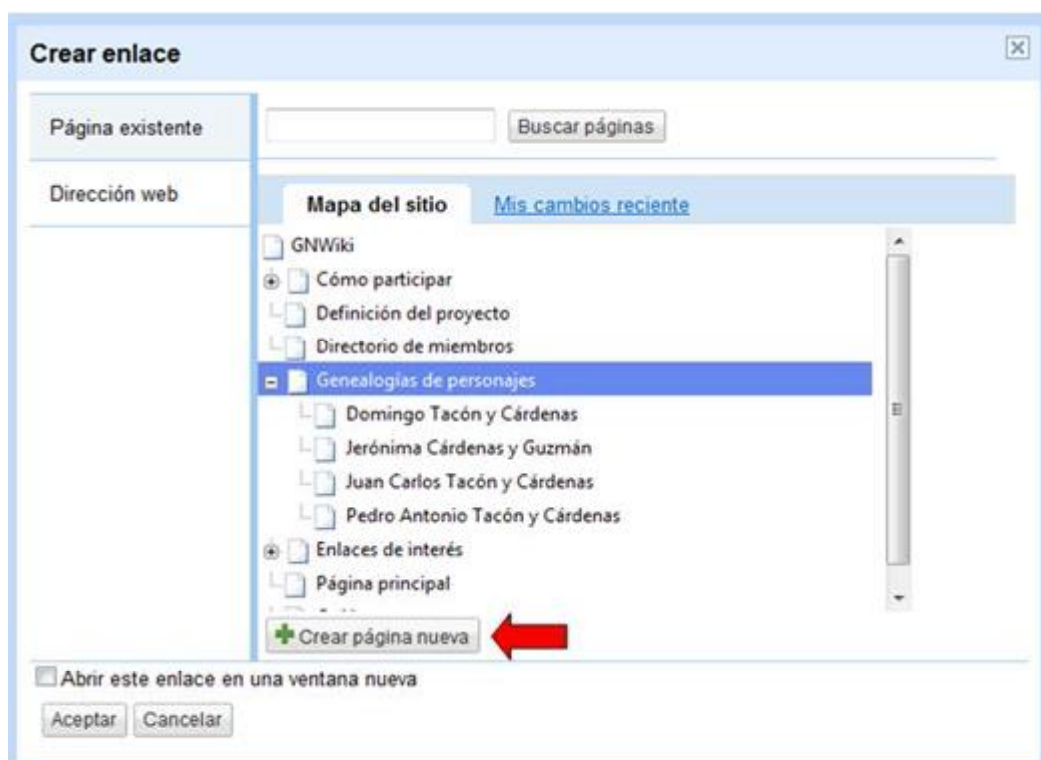 Crear enlace
Página existente
Buscar páginas
Dirección web
Mapa del sitio
Mis cambios reciente
GNWiki
Cómo participar
Definición del proyecto
Directorio de miembros
Genealogías de personajes
Domingo Tacón y Cárdenas
Jerónima Cárdenas y Guzmán
Juan Carlos Tacón y Cárdenas
Pedro Antonio Tacón y Cárdenas
Enlaces de interés
Página principal
Crear página nueva
Abrir este enlace en una ventana nueva
Aceptar
Cancelar